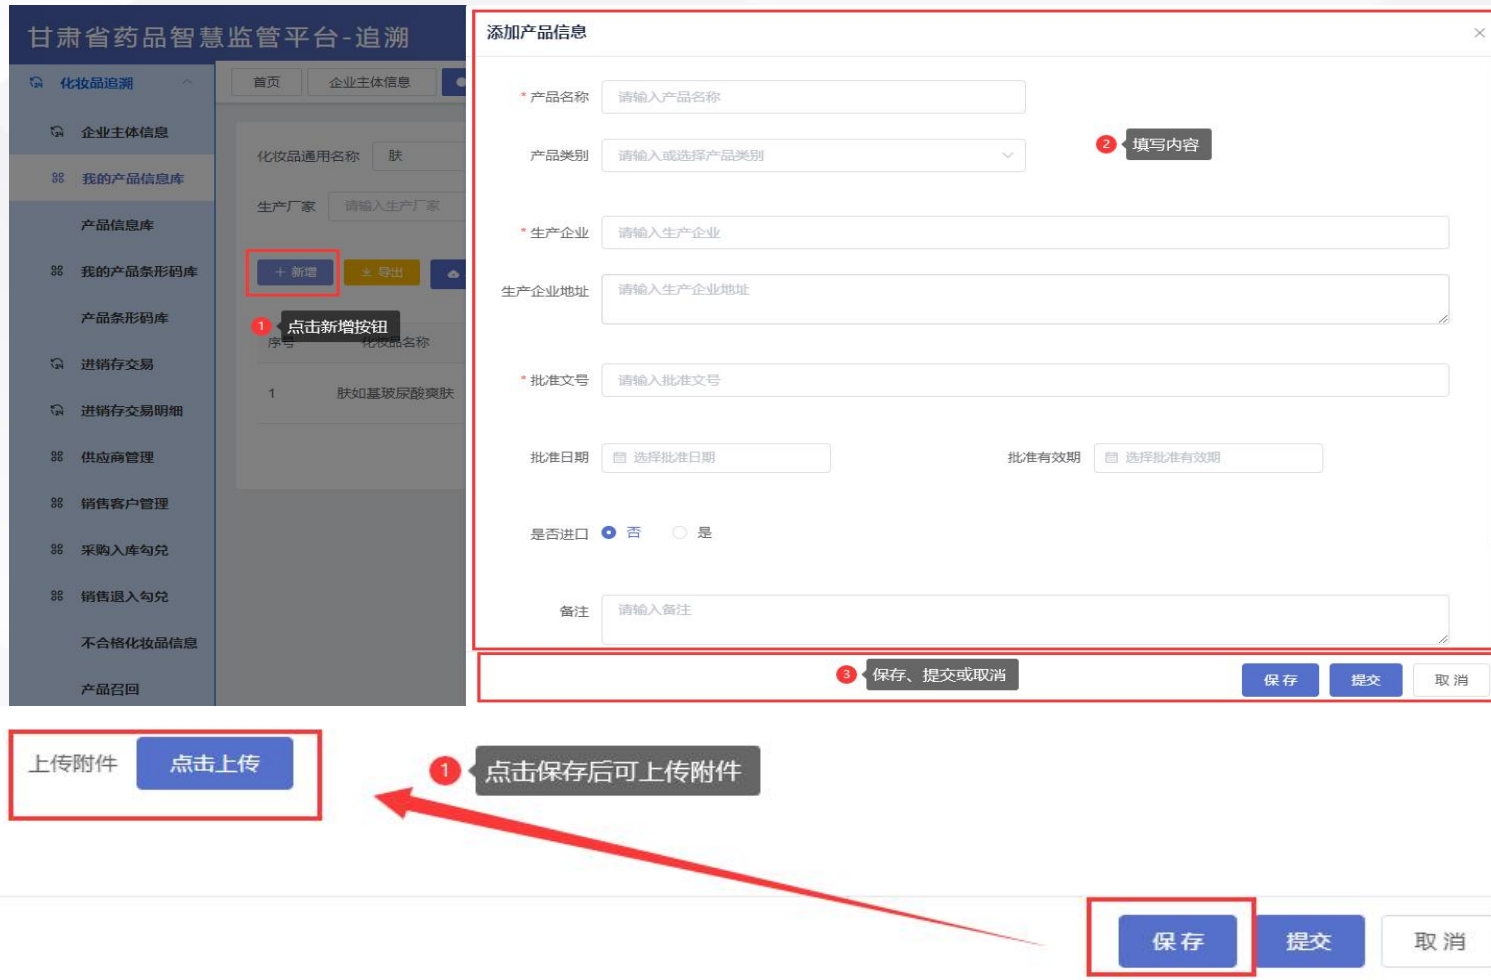 甘肃省药品智慧监管平台-追溯
化妆品追溯
企业主体信息
我的产品信息库
产品信息库
我的产品条形码库
产品条形码库
进销存交易
进销存交易明细
供应商管理
销售客户管理
采购入库勾兑
销售退入勾兑
不合格化妆品信息
产品召回
首页 企业主体信息
化妆品通用名称 肤
生产厂家 请输入生产厂家
+ 新增 导出
1 点击新增按钮
序号 化妆品名称
1 肤如基玻尿酸爽肤
添加产品信息 ×
* 产品名称 请输入产品名称
产品类别 请输入或选择产品类别
2 填写内容
* 生产企业 请输入生产企业
生产企业地址 请输入生产企业地址
* 批准文号 请输入批准文号
批准日期 选择批准日期 批准有效期 选择批准有效期
是否进口 否 是
备注 请输入备注
3 保存、提交或取消 保存 提交 取消
上传附件 点击上传 1 点击保存后可上传附件
保存 提交 取消